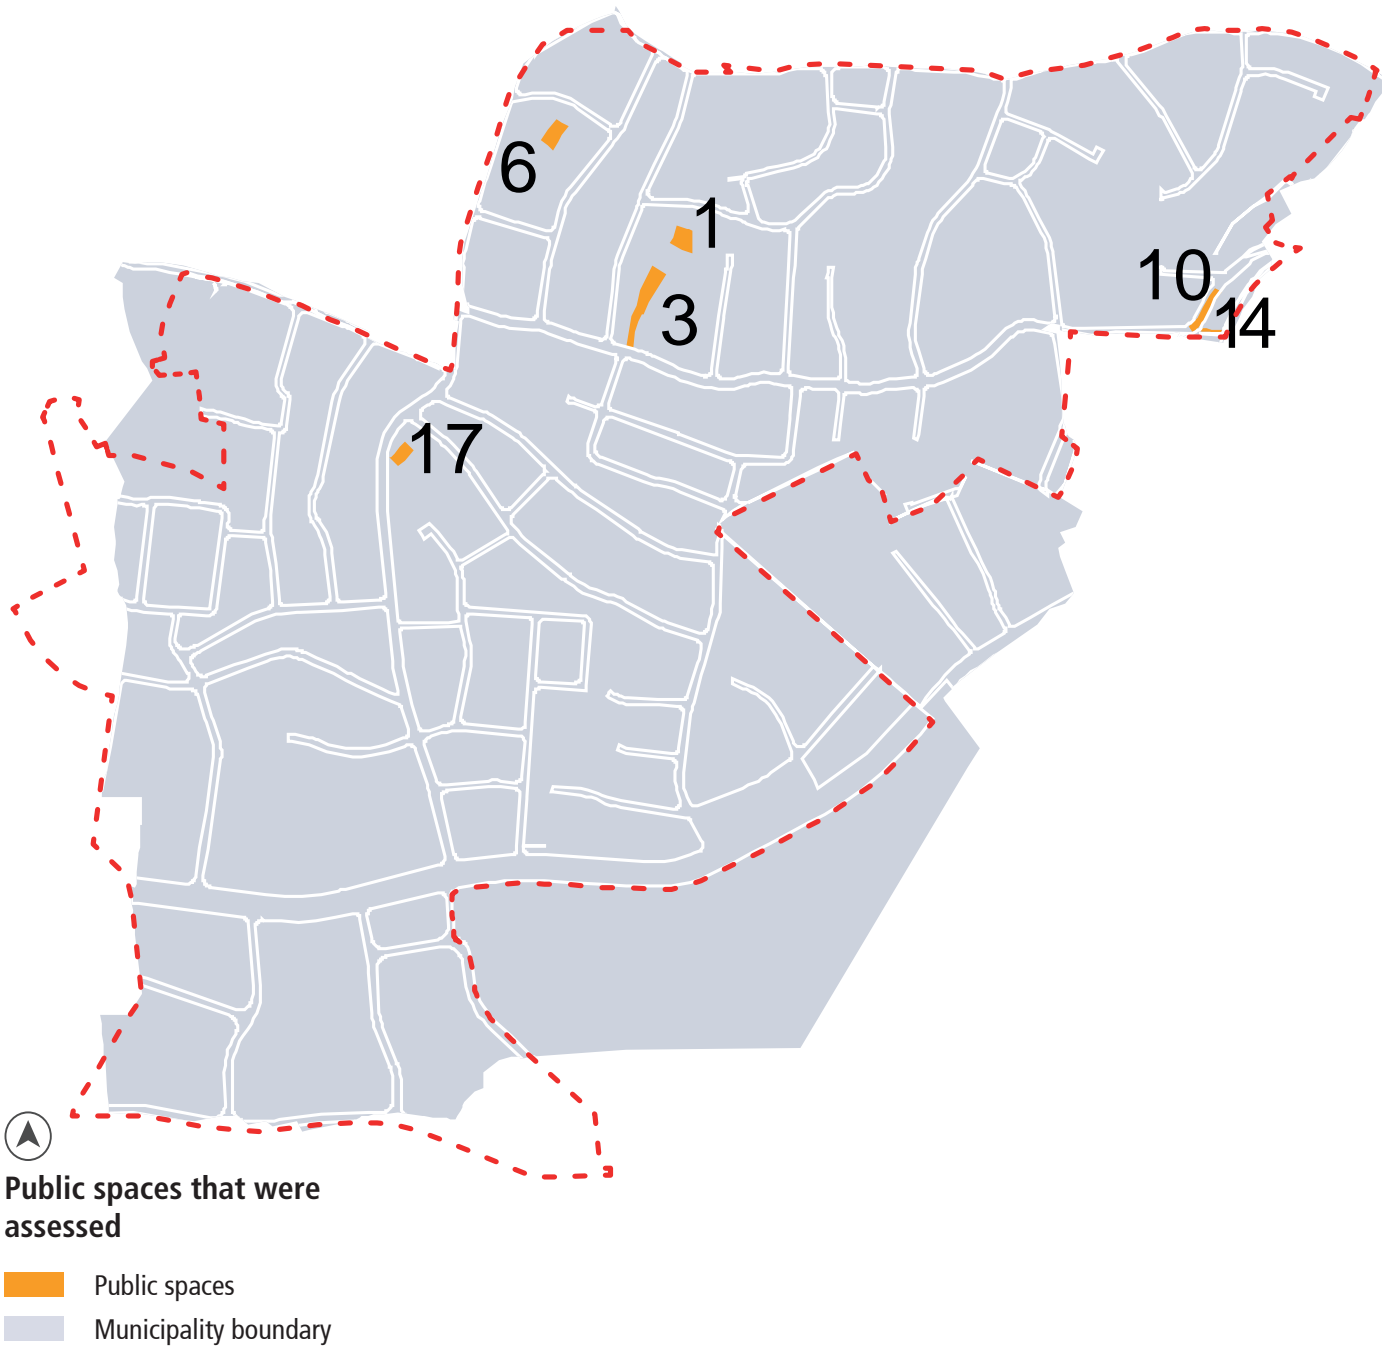 6
1
3
10
14
17
Public spaces that were
assessed
Public spaces
Municipality boundary